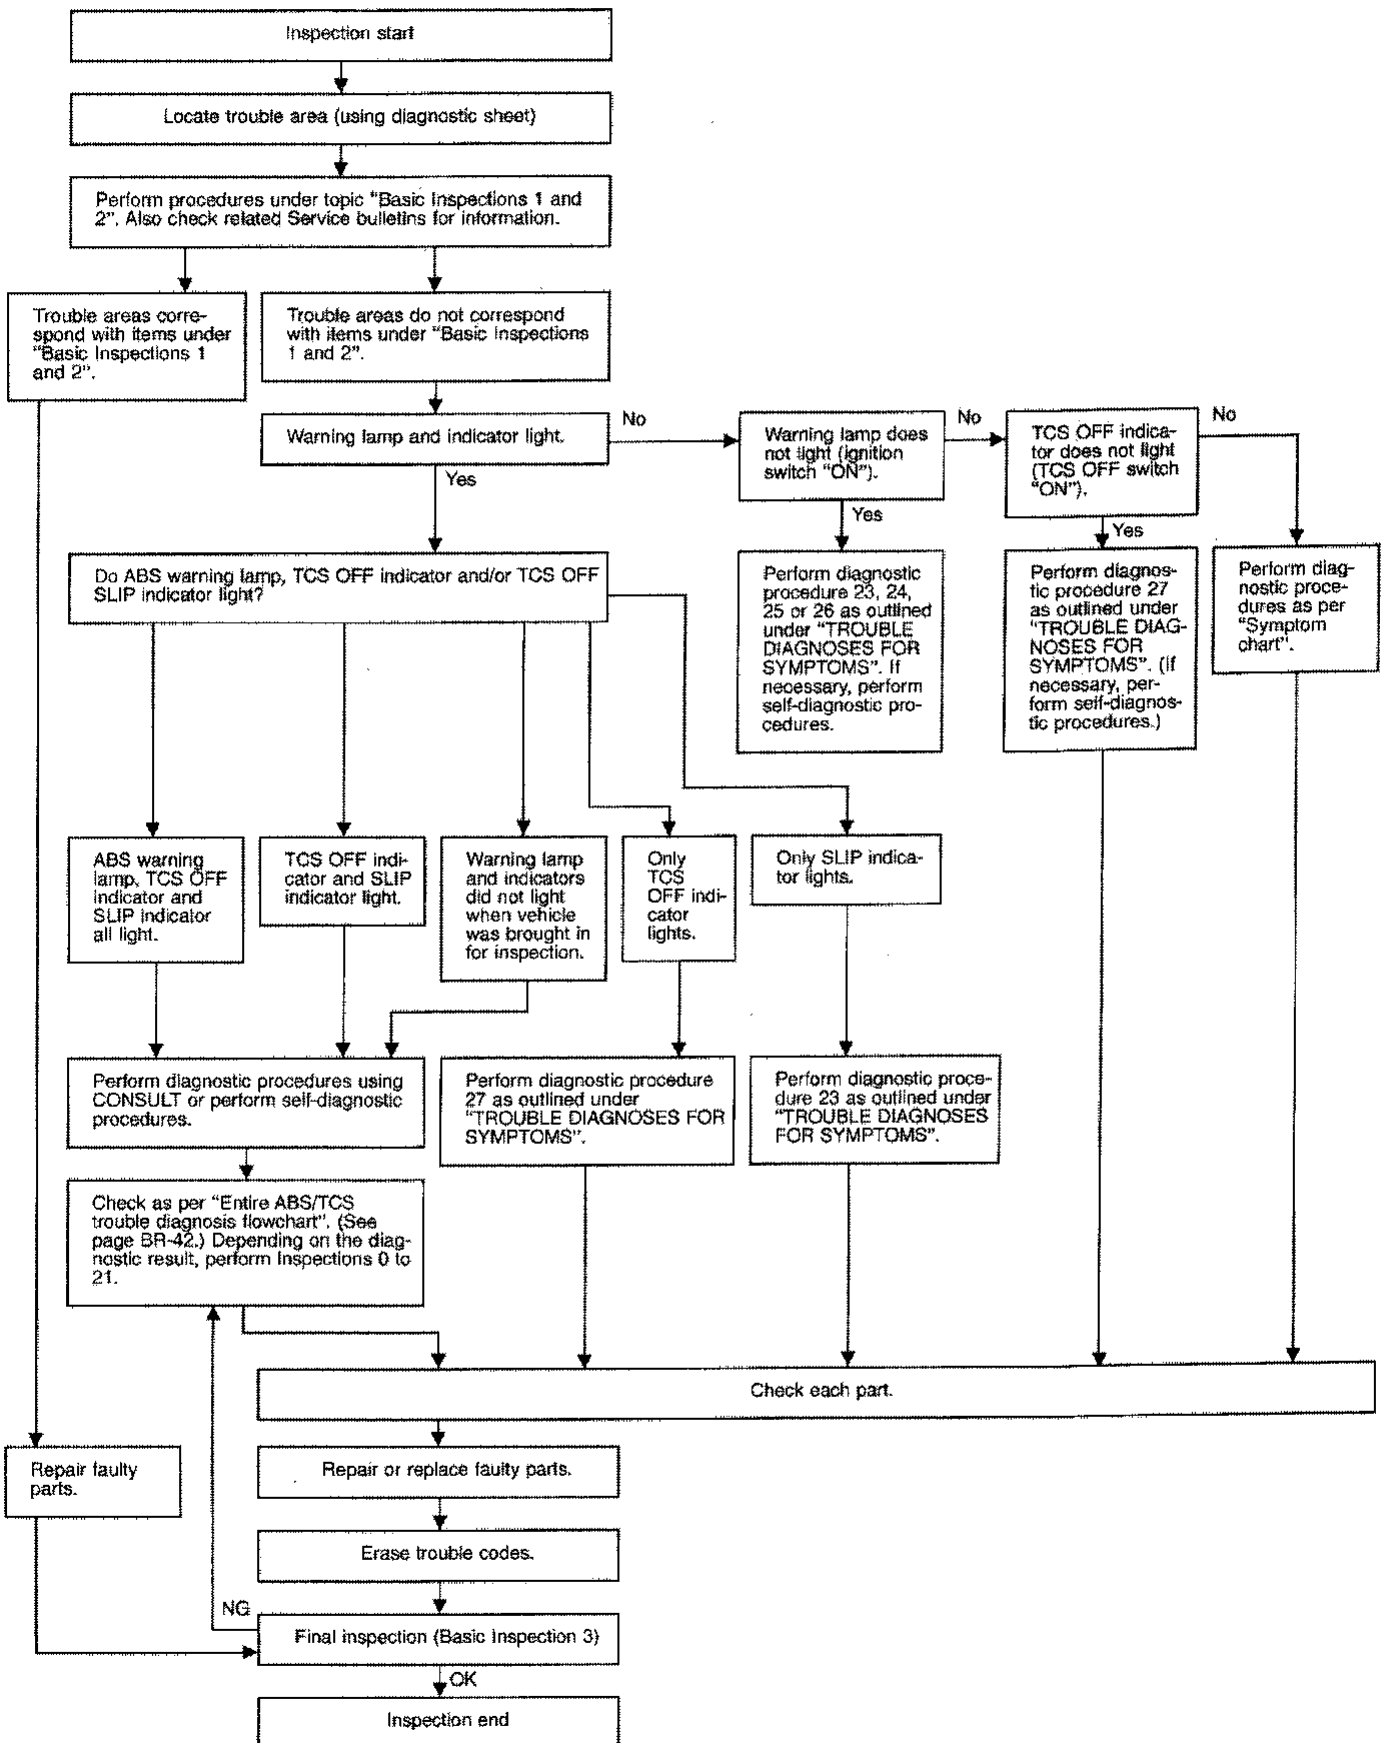 Inspection start
Locate trouble area (using diagnostic sheet)
Perform procedures under topic "Basic Inspections 1 and
2". Also check related Service bulletins for information.
Trouble areas corre-
spond with items under
"Basic Inspections 1
and 2".
Trouble areas do not correspond
with items under "Basic Inspections
1 and 2".
Warning lamp and indicator light.
No
Yes
Warning lamp does
not light (Ignition
switch "ON").
No
Yes
TCS OFF indica-
tor does not light
(TCS OFF switch
"ON").
No
Yes
Do ABS warning lamp, TCS OFF indicator and/or TCS OFF
SLIP indicator light?
Perform diagnostic
procedure 23, 24,
25 or 26 as outlined
under "TROUBLE
DIAGNOSES FOR
SYMPTOMS". If
necessary, perform
self-diagnostic pro-
cedures.
Perform diagnos-
tic procedure 27
as outlined under
"TROUBLE DIAG-
NOSES FOR
SYMPTOMS". (If
necessary, per-
form self-diagnos-
tic procedures.)
Perform diag-
nostic proce-
dures as per
"Symptom
chart".
ABS warning
lamp, TCS OFF
indicator and
SLIP indicator
all light.
TCS OFF indi-
cator and SLIP
indicator light.
Warning lamp
and indicators
did not light
when vehicle
was brought in
for inspection.
Only
TCS
OFF indi-
cator
lights.
Only SLIP indica-
tor lights.
Perform diagnostic procedures using
CONSULT or perform self-diagnostic
procedures.
Perform diagnostic procedure
27 as outlined under
"TROUBLE DIAGNOSES FOR
SYMPTOMS".
Perform diagnostic proce-
dure 23 as outlined under
"TROUBLE DIAGNOSES
FOR SYMPTOMS".
Check as per "Entire ABS/TCS
trouble diagnosis flowchart". (See
page BR-42.) Depending on the diag-
nostic result, perform Inspections 0 to
21.
Check each part.
Repair faulty
parts.
Repair or replace faulty parts.
Erase trouble codes.
NG
Final inspection (Basic Inspection 3)
OK
Inspection end